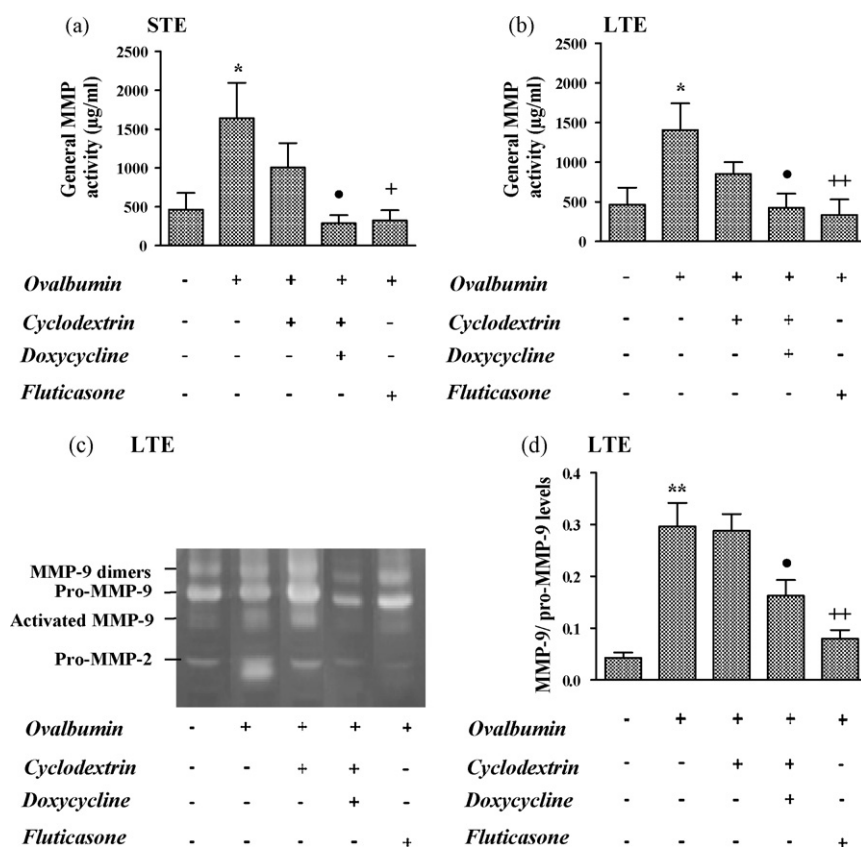 (a) STE
General MMP
activity (µg/ml)
2500
2000
1500
1000
500
0
*
●
+
Ovalbumin - + + + +
Cyclodextrin - - + + -
Doxycycline - - - + -
Fluticasone - - - - +
(b) LTE
General MMP
activity (µg/ml)
2500
2000
1500
1000
500
0
*
●
++
Ovalbumin - + + + +
Cyclodextrin - - + + -
Doxycycline - - - + -
Fluticasone - - - - +
(c) LTE
MMP-9 dimers
Pro-MMP-9
Activated MMP-9
Pro-MMP-2
Ovalbumin - + + + +
Cyclodextrin - - + + -
Doxycycline - - - + -
Fluticasone - - - - +
(d) LTE
MMP-9/ pro-MMP-9 levels
0.4
0.3
0.2
0.1
0.0
**
●
++
Ovalbumin - + + + +
Cyclodextrin - - + + -
Doxycycline - - - + -
Fluticasone - - - - +